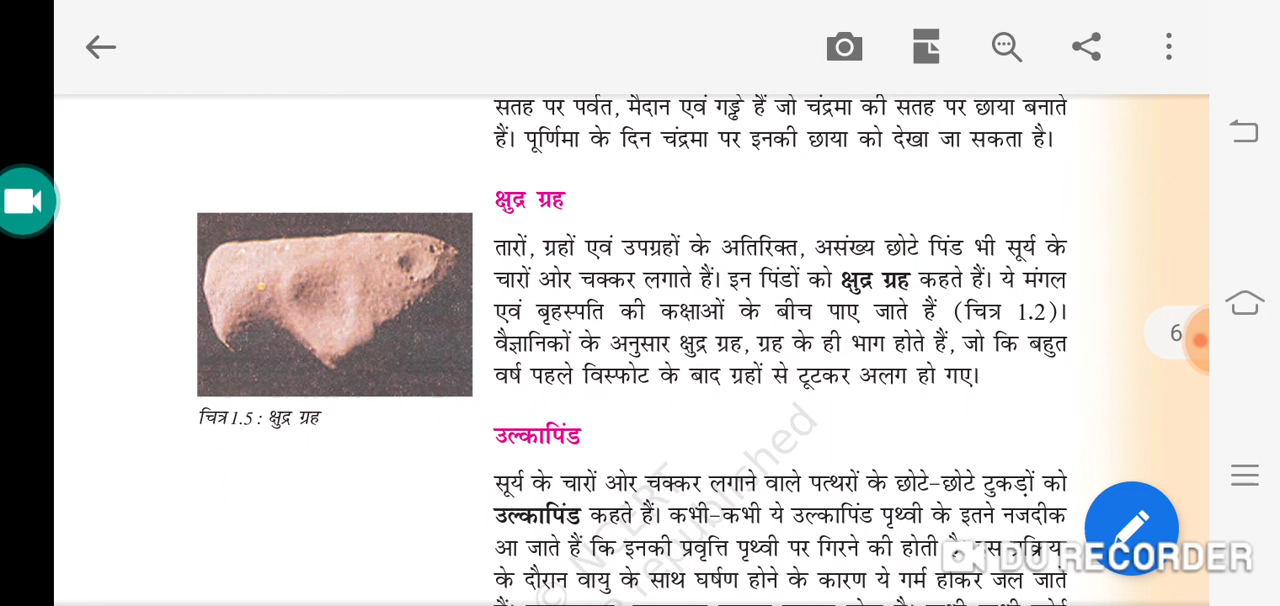 सतह पर पर्वत, मैदान एवं गड्ढे हैं जो चंद्रमा की सतह पर छाया बनाते
हैं। पूर्णिमा के दिन चंद्रमा पर इनकी छाया को देखा जा सकता है।
क्षुद्र ग्रह
तारों, ग्रहों एवं उपग्रहों के अतिरिक्त, असंख्य छोटे पिंड भी सूर्य के
चारों ओर चक्कर लगाते हैं। इन पिंडों को क्षुद्र ग्रह कहते हैं। ये मंगल
एवं बृहस्पति की कक्षाओं के बीच पाए जाते हैं (चित्र 1.2)।
वैज्ञानिकों के अनुसार क्षुद्र ग्रह, ग्रह के ही भाग होते हैं, जो कि बहुत
वर्ष पहले विस्फोट के बाद ग्रहों से टूटकर अलग हो गए।
चित्र1.5 : क्षुद्र ग्रह
6
उल्कापिंड
सूर्य के चारों ओर चक्कर लगाने वाले पत्थरों के छोटे-छोटे टुकड़ों को
उल्कापिंड कहते हैं। कभी-कभी ये उल्कापिंड पृथ्वी के इतने नजदीक
आ जाते हैं कि इनकी प्रवृत्ति पृथ्वी पर गिरने की होती
के दौरान वायु के साथ घर्षण होने के कारण ये गर्म होकर जल जाते
© NCERT
republished
DU RECORDER